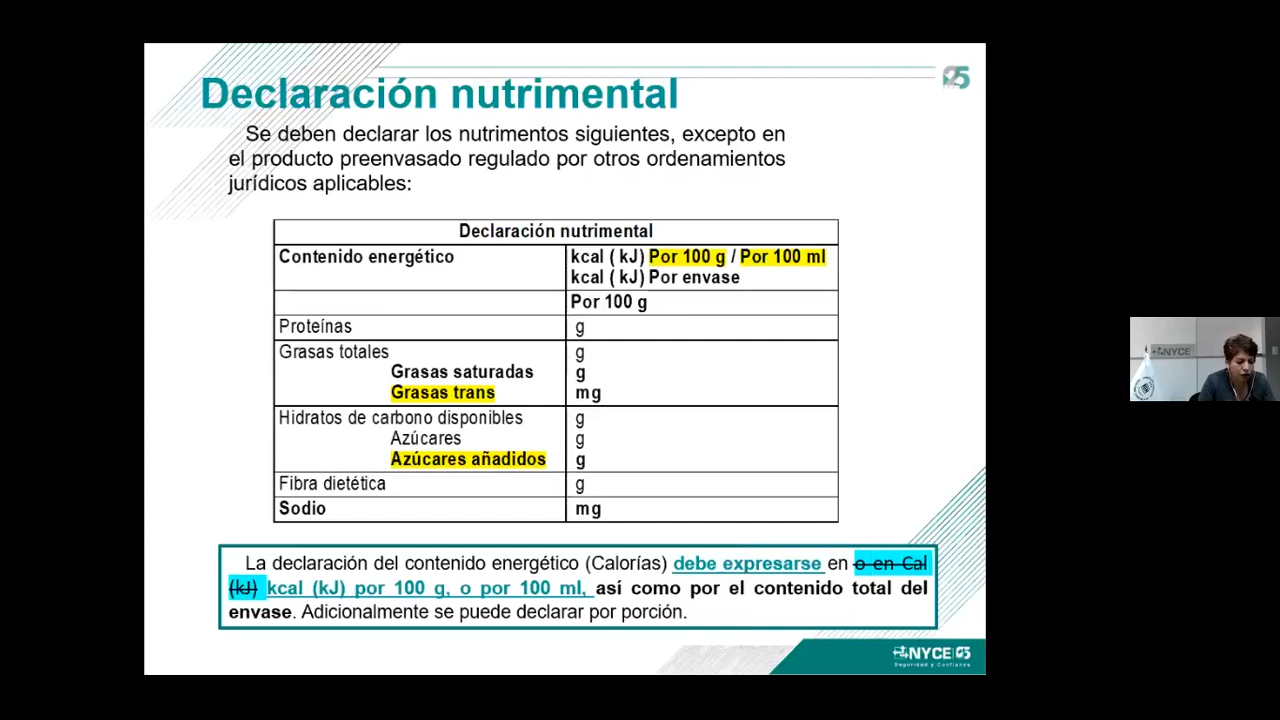 Declaración nutrimental
Se deben declarar los nutrimentos siguientes, excepto en
el producto preenvasado regulado por otros ordenamientos
jurídicos aplicables:
Declaración nutrimental
Contenido energético kcal ( kJ) Por 100 g / Por 100 ml
kcal ( kJ) Por envase
Por 100 g
Proteínas g
Grasas totales g
Grasas saturadas g
Grasas trans mg
Hidratos de carbono disponibles g
Azúcares g
Azúcares añadidos g
Fibra dietética g
Sodio mg
La declaración del contenido energético (Calorías) debe expresarse en o en Cal
(kJ) kcal (kJ) por 100 g, o por 100 ml, así como por el contenido total del
envase. Adicionalmente se puede declarar por porción.
NYCE
Seguridad y Confianza
NYCE